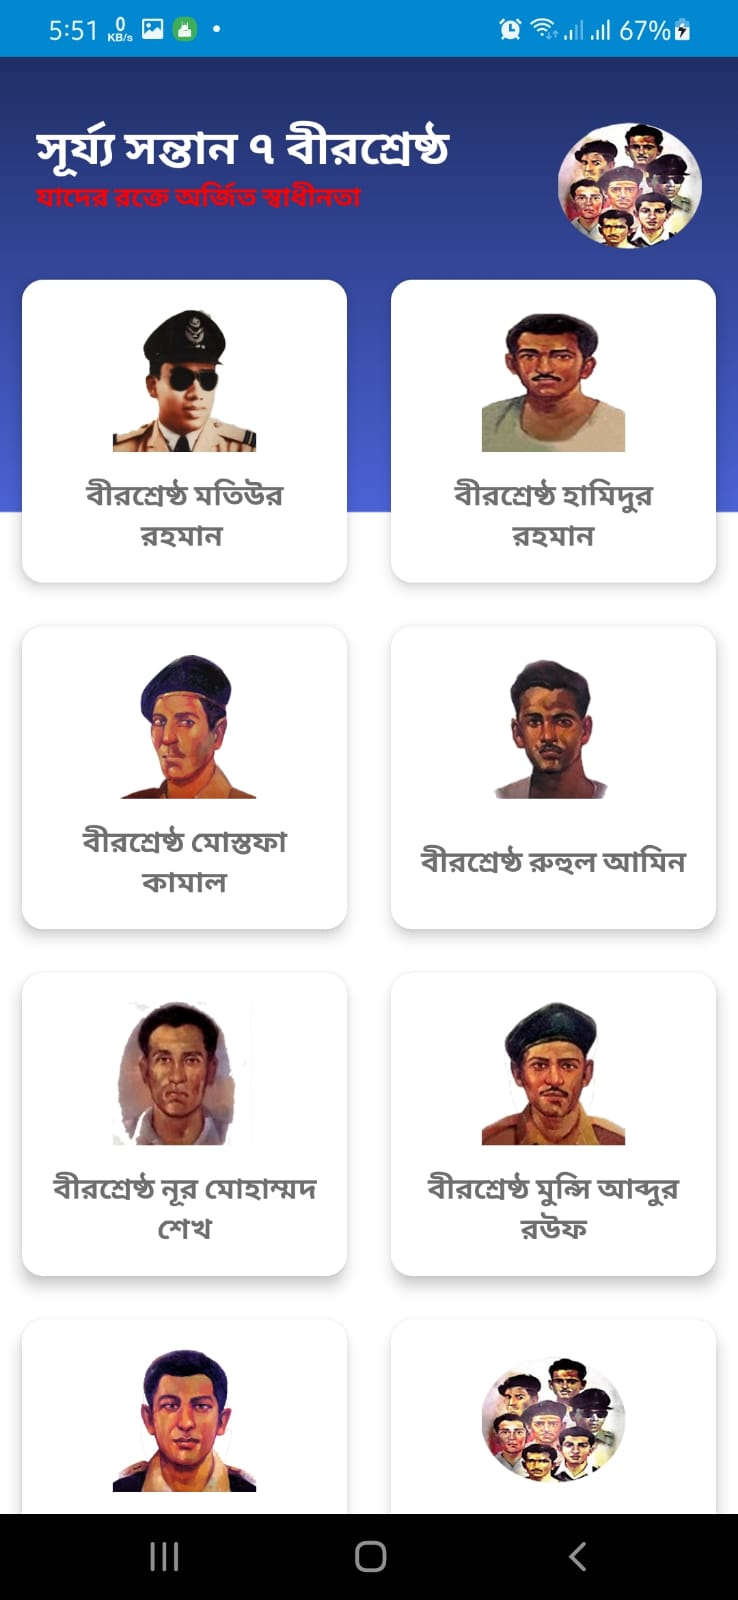 5:51 0 KB/s 67%
সূর্য্য সন্তান ৭ বীরশ্রেষ্ঠ
যাদের রক্তে অর্জিত স্বাধীনতা
বীরশ্রেষ্ঠ মতিউর
রহমান
বীরশ্রেষ্ঠ হামিদুর
রহমান
বীরশ্রেষ্ঠ মোস্তফা
কামাল
বীরশ্রেষ্ঠ রুহুল আমিন
বীরশ্রেষ্ঠ নূর মোহাম্মদ
শেখ
বীরশ্রেষ্ঠ মুন্সি আব্দুর
রউফ